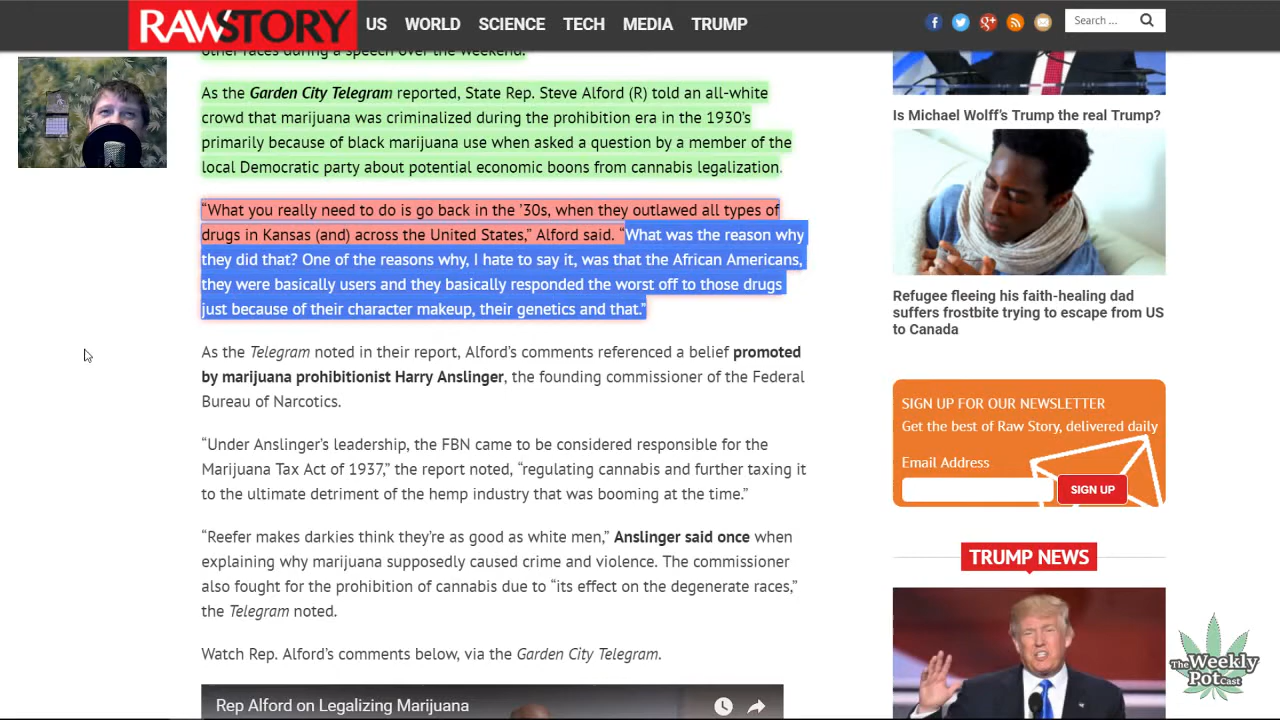 RAWSTORY
US WORLD SCIENCE TECH MEDIA TRUMP
Search ...
other races during a speech over the weekend.
As the Garden City State Rep. Steve Alford (R) told an all-white
crowd that marijuana was criminalized during the prohibition era in the 1930’s
primarily because of black marijuana use when asked a question by a member of the
local Democratic party about potential economic boons from cannabis legalization.
“What you really need to do is go back in the ’30s, when they outlawed all types of
drugs in Kansas (and) across the United States,” Alford said. “What was the reason why
they did that? One of the reasons why, I hate to say it, was that the African Americans,
they were basically users and they basically responded the worst off to those drugs
just because of their character makeup, their genetics and that.”
As the Telegram noted in their report, Alford’s comments referenced a belief promoted
by marijuana prohibitionist Harry Anslinger, the founding commissioner of the Federal
Bureau of Narcotics.
“Under Anslinger’s leadership, the FBN came to be considered responsible for the
Marijuana Tax Act of 1937,” the report noted, “regulating cannabis and further taxing it
to the ultimate detriment of the hemp industry that was booming at the time.”
“Reefer makes darkies think they’re as good as white men,” Anslinger said once when
explaining why marijuana supposedly caused crime and violence. The commissioner
also fought for the prohibition of cannabis due to “its effect on the degenerate races,”
the Telegram noted.
Watch Rep. Alford’s comments below, via the Garden City Telegram.
Rep Alford on Legalizing Marijuana
Is Michael Wolff’s Trump the real Trump?
Refugee fleeing his faith-healing dad
suffers frostbite trying to escape from US
to Canada
SIGN UP FOR OUR NEWSLETTER
Get the best of Raw Story, delivered daily
Email Address
SIGN UP
TRUMP NEWS
The Weekly
PotCast